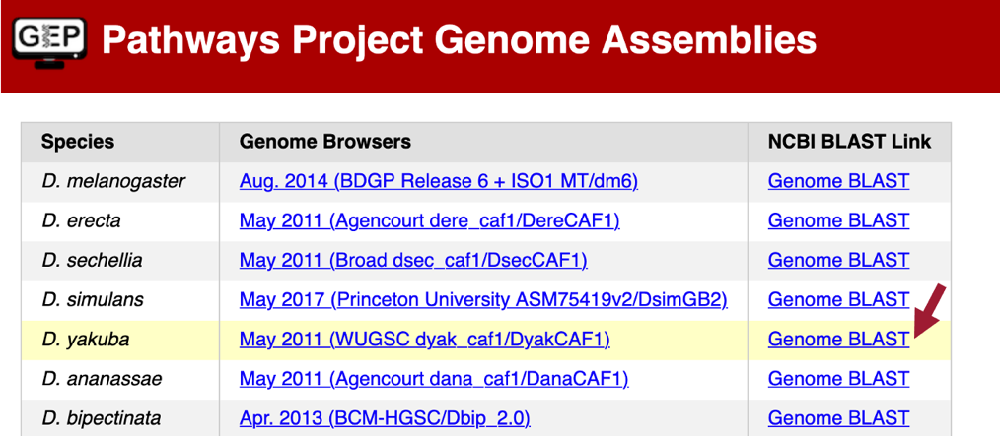 GEP Pathways Project Genome Assemblies
Species Genome Browsers NCBI BLAST Link
D. melanogaster Aug. 2014 (BDGP Release 6 + ISO1 MT/dm6) Genome BLAST
D. erecta May 2011 (Agencourt dere_caf1/DereCAF1) Genome BLAST
D. sechellia May 2011 (Broad dsec_caf1/DsecCAF1) Genome BLAST
D. simulans May 2017 (Princeton University ASM75419v2/DsimGB2) Genome BLAST
D. yakuba May 2011 (WUGSC dyak_caf1/DyakCAF1) Genome BLAST
D. ananassae May 2011 (Agencourt dana_caf1/DanaCAF1) Genome BLAST
D. bipectinata Apr. 2013 (BCM-HGSC/Dbip_2.0) Genome BLAST